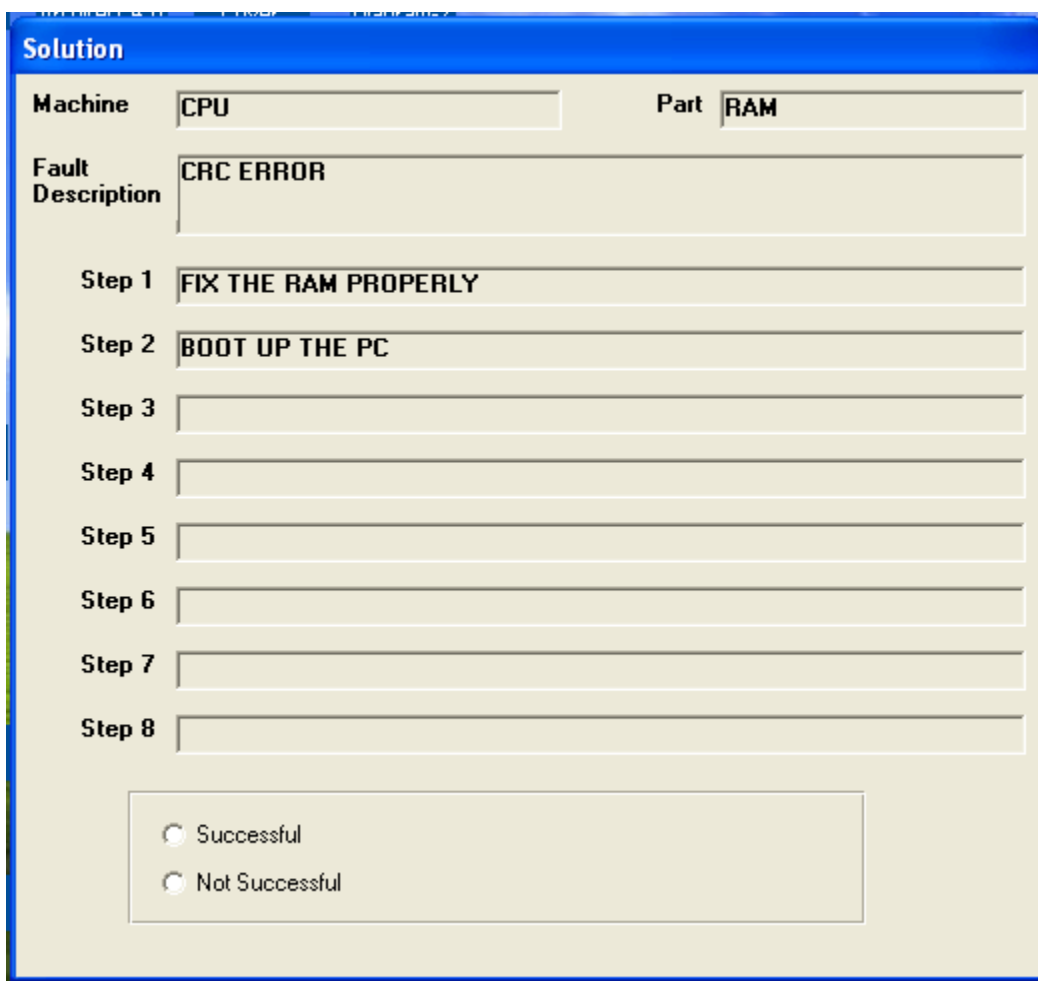 Solution
Machine CPU Part RAM
Fault CRC ERROR
Description
Step 1 FIX THE RAM PROPERLY
Step 2 BOOT UP THE PC
Step 3
Step 4
Step 5
Step 6
Step 7
Step 8
Successful
Not Successful